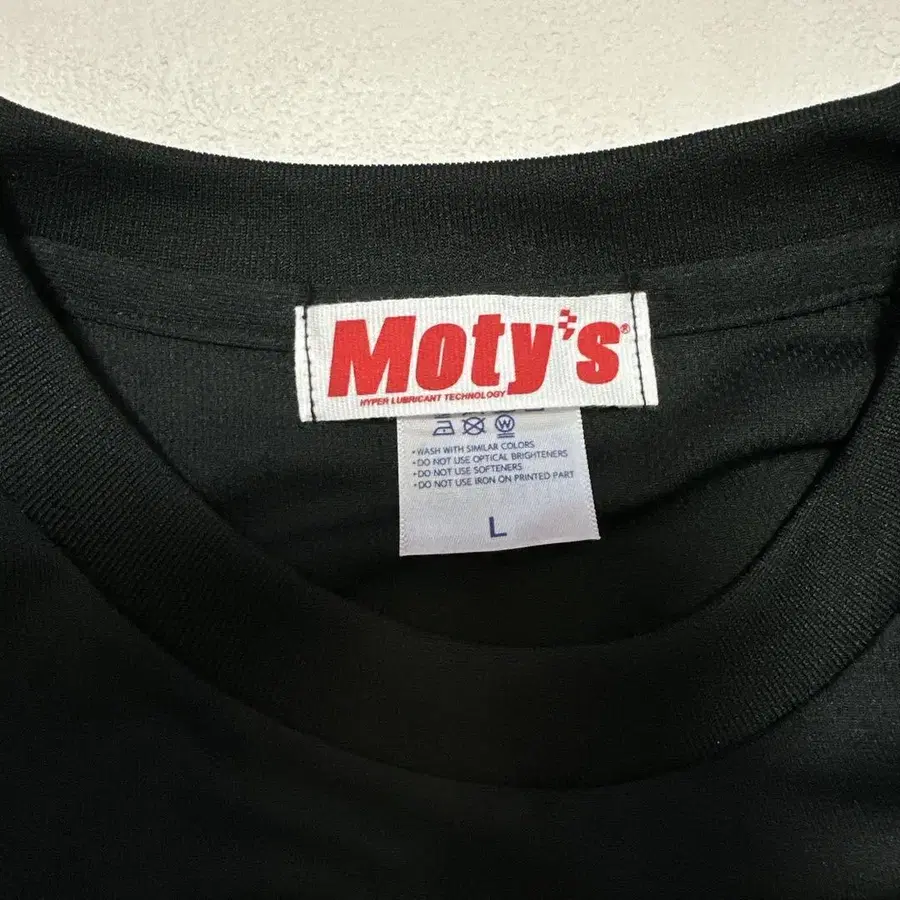 Moty's®
HYPER LUBRICANT TECHNOLOGY
W
•WASH WITH SIMILAR COLORS
•DO NOT USE OPTICAL BRIGHTENERS
•DO NOT USE SOFTENERS
•DO NOT USE IRON ON PRINTED PART
L